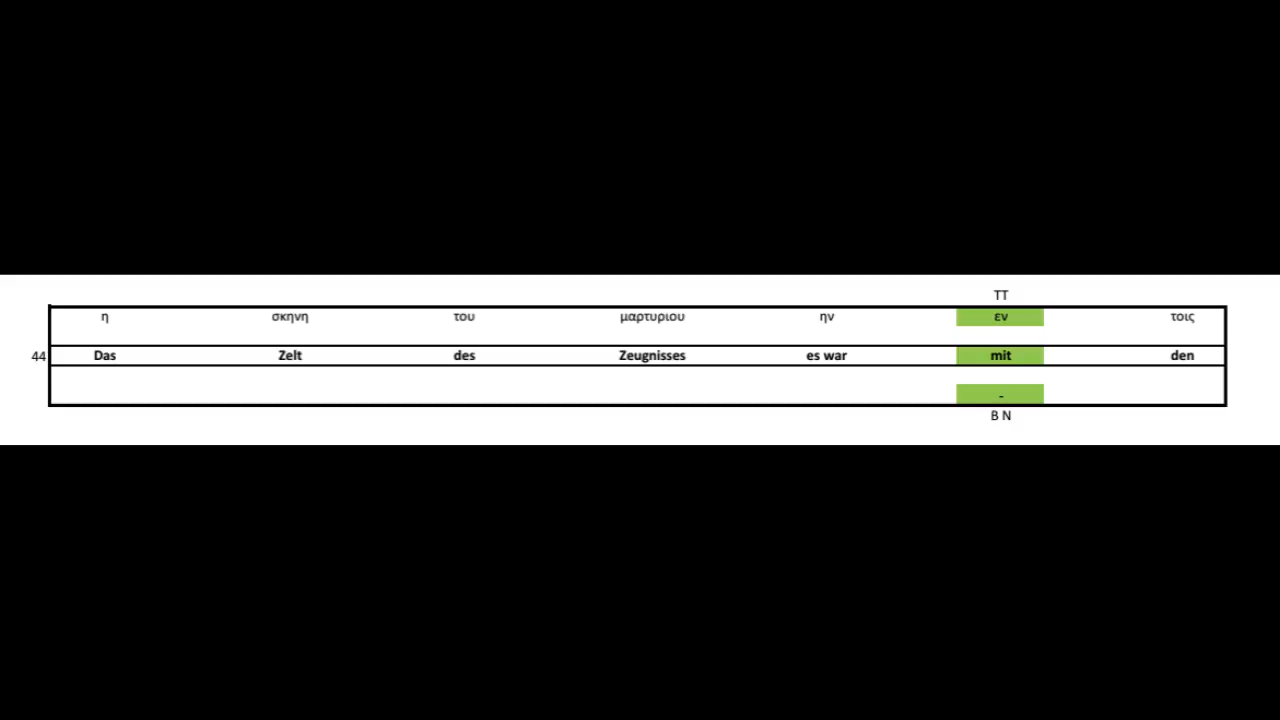 TT
η σκηνη του μαρτυριου ην εν τοις
44 Das Zelt des Zeugnisses es war mit den
-
B N